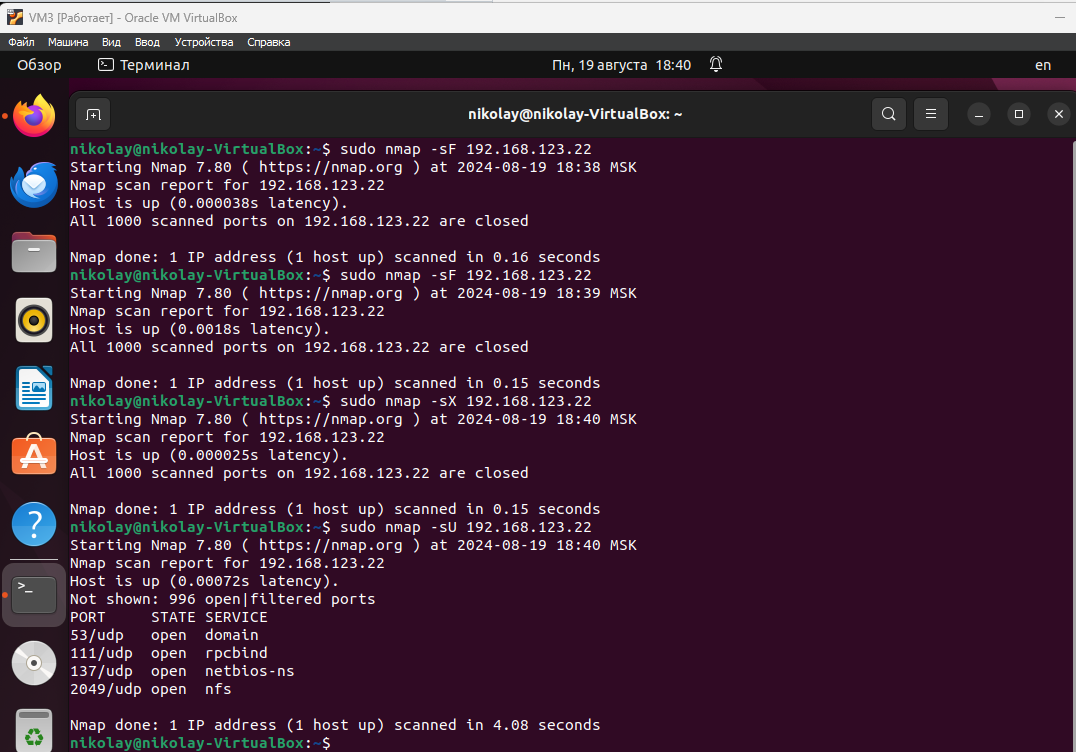 VM3 [Работает] - Oracle VM VirtualBox
Файл Машина Вид Ввод Устройства Справка
Обзор Терминал Пн, 19 августа 18:40 en
nikolay@nikolay-VirtualBox: ~
nikolay@nikolay-VirtualBox:~$ sudo nmap -sF 192.168.123.22
Starting Nmap 7.80 ( https://nmap.org ) at 2024-08-19 18:38 MSK
Nmap scan report for 192.168.123.22
Host is up (0.000038s latency).
All 1000 scanned ports on 192.168.123.22 are closed
Nmap done: 1 IP address (1 host up) scanned in 0.16 seconds
nikolay@nikolay-VirtualBox:~$ sudo nmap -sF 192.168.123.22
Starting Nmap 7.80 ( https://nmap.org ) at 2024-08-19 18:39 MSK
Nmap scan report for 192.168.123.22
Host is up (0.0018s latency).
All 1000 scanned ports on 192.168.123.22 are closed
Nmap done: 1 IP address (1 host up) scanned in 0.15 seconds
nikolay@nikolay-VirtualBox:~$ sudo nmap -sX 192.168.123.22
Starting Nmap 7.80 ( https://nmap.org ) at 2024-08-19 18:40 MSK
Nmap scan report for 192.168.123.22
Host is up (0.000025s latency).
All 1000 scanned ports on 192.168.123.22 are closed
Nmap done: 1 IP address (1 host up) scanned in 0.15 seconds
nikolay@nikolay-VirtualBox:~$ sudo nmap -sU 192.168.123.22
Starting Nmap 7.80 ( https://nmap.org ) at 2024-08-19 18:40 MSK
Nmap scan report for 192.168.123.22
Host is up (0.00072s latency).
Not shown: 996 open|filtered ports
PORT STATE SERVICE
53/udp open domain
111/udp open rpcbind
137/udp open netbios-ns
2049/udp open nfs
Nmap done: 1 IP address (1 host up) scanned in 4.08 seconds
nikolay@nikolay-VirtualBox:~$